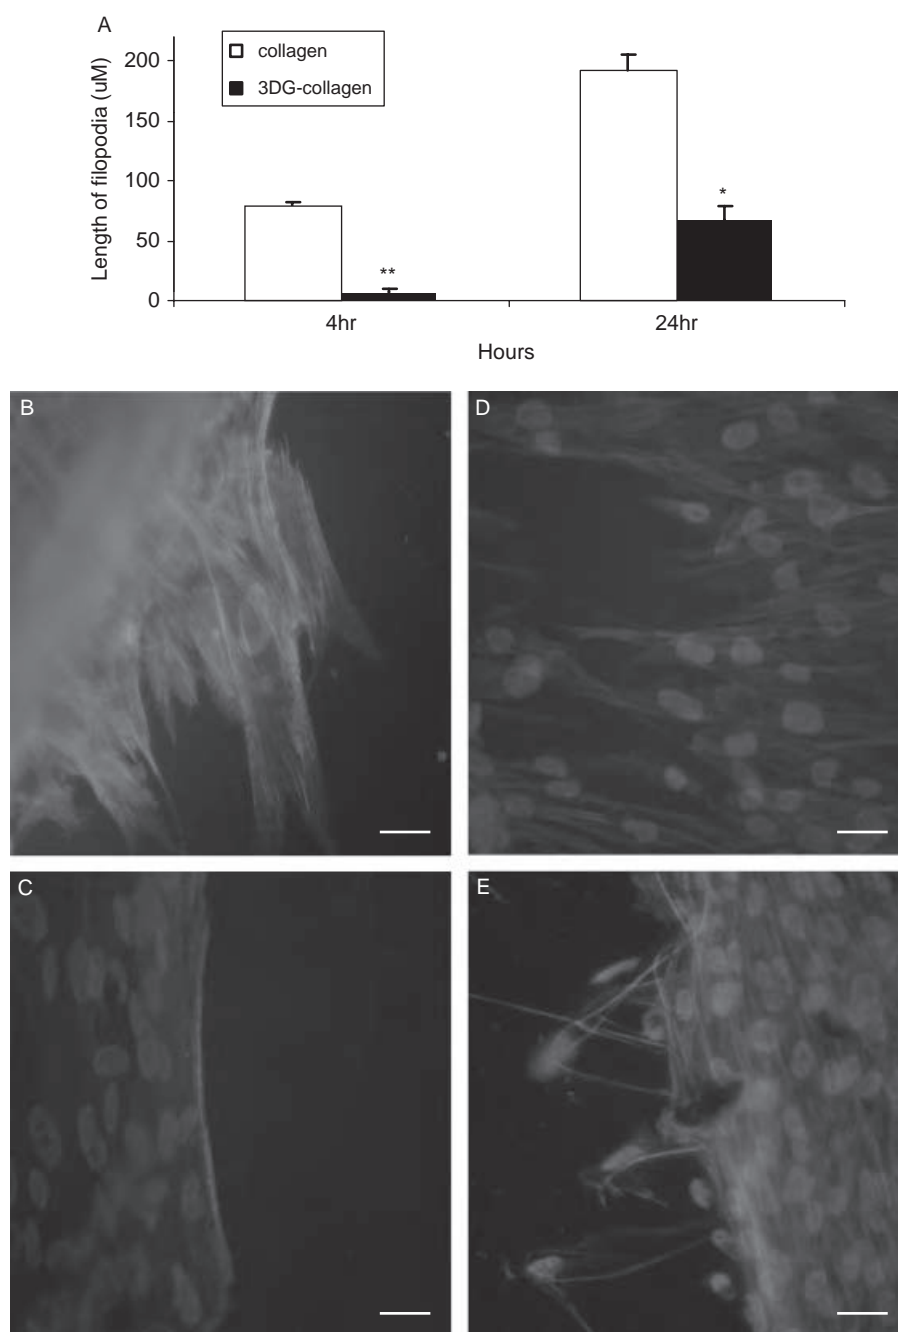 A
Length of filopodia (uM)
200
150
100
50
0
collagen
3DG-collagen
**
*
4hr
24hr
Hours
B
D
C
E